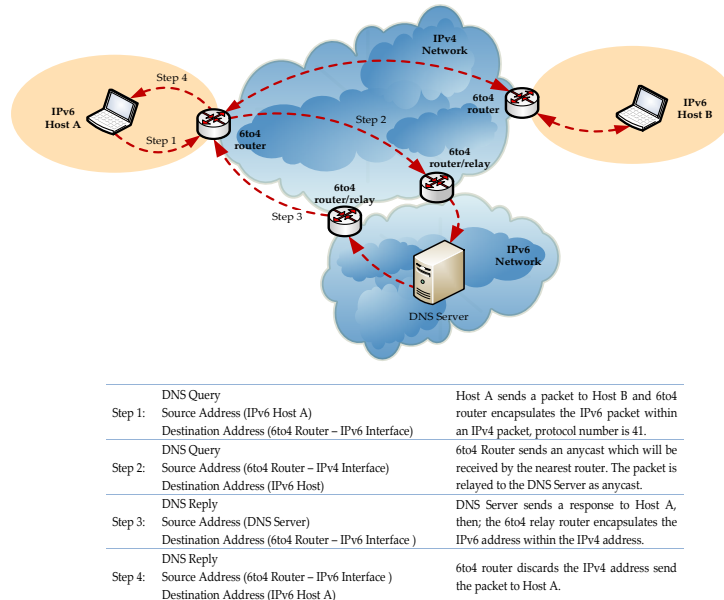 IPv4
Network
Step 4
IPv6
Host A
Step 1
6to4
router
Step 2
6to4
router
IPv6
Host B
6to4
router/relay
6to4
router/relay
Step 3
IPv6
Network
DNS Server
Step 1:
DNS Query
Source Address (IPv6 Host A)
Destination Address (6to4 Router – IPv6 Interface)
Host A sends a packet to Host B and 6to4
router encapsulates the IPv6 packet within
an IPv4 packet, protocol number is 41.
Step 2:
DNS Query
Source Address (6to4 Router – IPv4 Interface)
Destination Address (IPv6 Host)
6to4 Router sends an anycast which will be
received by the nearest router. The packet is
relayed to the DNS Server as anycast.
Step 3:
DNS Reply
Source Address (DNS Server)
Destination Address (6to4 Router – IPv6 Interface )
DNS Server sends a response to Host A,
then; the 6to4 relay router encapsulates the
IPv6 address within the IPv4 address.
Step 4:
DNS Reply
Source Address (6to4 Router – IPv6 Interface )
Destination Address (IPv6 Host A)
6to4 router discards the IPv4 address send
the packet to Host A.